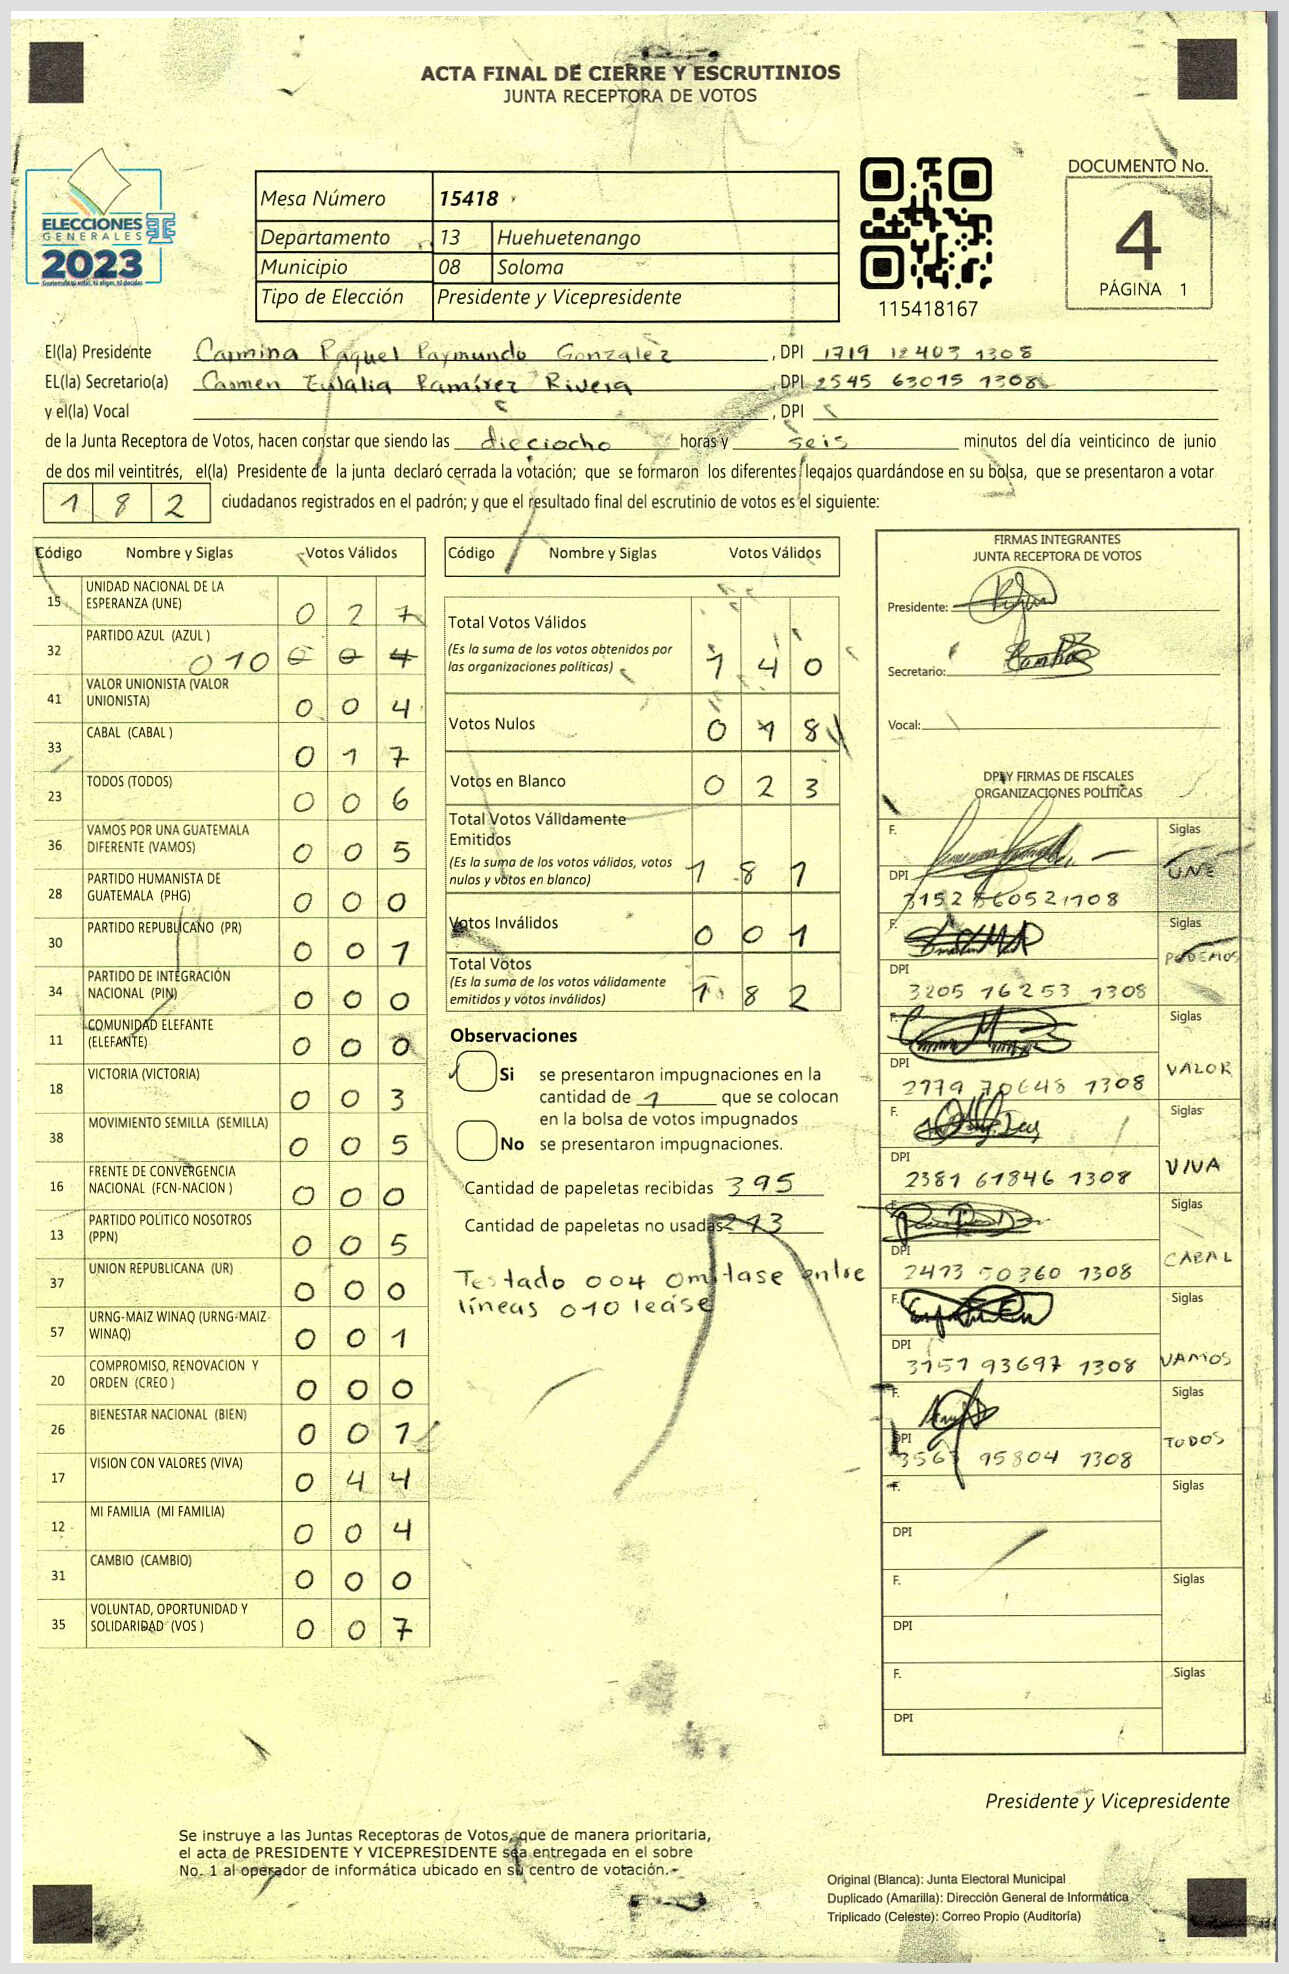 ACTA FINAL DE CIERRE Y ESCRUTINIOS
JUNTA RECEPTORA DE VOTOS
ELECCIONES
GENERALES
2023
Mesa Número 15418
Departamento 13 Huehuetenango
Municipio 08 Soloma
Tipo de Elección Presidente y Vicepresidente
115418167
DOCUMENTO No.
4
PÁGINA 1
El(la) Presidente Carmina Raquel Raymundo Gonzalez, DPI 1719 12403 1308
EL(la) Secretario(a) Carmen Eulalia Ramírez Rivera, DPI 2545 63015 1308
y el(la) Vocal , DPI
de la Junta Receptora de Votos, hacen constar que siendo las dieciocho horas y seis minutos del día veinticinco de junio
de dos mil veintitrés, el(la) Presidente de la junta declaró cerrada la votación; que se formaron los diferentes legajos quardándose en su bolsa, que se presentaron a votar
1 8 2 ciudadanos registrados en el padrón; y que el resultado final del escrutinio de votos es el siguiente:
Código Nombre y Siglas Votos Válidos
15 UNIDAD NACIONAL DE LA
ESPERANZA (UNE) 0 2 7
32 PARTIDO AZUL (AZUL )
010 0 0 4
41 VALOR UNIONISTA (VALOR
UNIONISTA) 0 0 4
33 CABAL (CABAL ) 0 1 7
23 TODOS (TODOS) 0 0 6
36 VAMOS POR UNA GUATEMALA
DIFERENTE (VAMOS) 0 0 5
28 PARTIDO HUMANISTA DE
GUATEMALA (PHG) 0 0 0
30 PARTIDO REPUBLICANO (PR) 0 0 1
34 PARTIDO DE INTEGRACIÓN
NACIONAL (PIN) 0 0 0
11 COMUNIDAD ELEFANTE
(ELEFANTE) 0 0 0
18 VICTORIA (VICTORIA) 0 0 3
38 MOVIMIENTO SEMILLA (SEMILLA) 0 0 5
16 FRENTE DE CONVERGENCIA
NACIONAL (FCN-NACION ) 0 0 0
13 PARTIDO POLITICO NOSOTROS
(PPN) 0 0 5
37 UNION REPUBLICANA (UR) 0 0 0
57 URNG-MAIZ WINAQ (URNG-MAIZ-
WINAQ) 0 0 1
20 COMPROMISO, RENOVACION Y
ORDEN (CREO ) 0 0 0
26 BIENESTAR NACIONAL (BIEN) 0 0 1
17 VISION CON VALORES (VIVA) 0 4 4
12 MI FAMILIA (MI FAMILIA) 0 0 4
31 CAMBIO (CAMBIO) 0 0 0
35 VOLUNTAD, OPORTUNIDAD Y
SOLIDARIDAD (VOS ) 0 0 7
Código Nombre y Siglas Votos Válidos
Total Votos Válidos
(Es la suma de los votos obtenidos por
las organizaciones políticas) 1 4 0
Votos Nulos 0 1 8
Votos en Blanco 0 2 3
Total Votos Válidamente
Emitidos
(Es la suma de los votos válidos, votos
nulos y votos en blanco) 1 8 1
Votos Inválidos 0 0 1
Total Votos
(Es la suma de los votos válidamente
emitidos y votos inválidos) 1 8 2
Observaciones
Si se presentaron impugnaciones en la
cantidad de 1 que se colocan
en la bolsa de votos impugnados
No se presentaron impugnaciones.
Cantidad de papeletas recibidas 395
Cantidad de papeletas no usadas 213
Testado 004 omitase entre
líneas 010 lease
FIRMAS INTEGRANTES
JUNTA RECEPTORA DE VOTOS
Presidente:
Secretario:
Vocal:
DPI Y FIRMAS DE FISCALES
ORGANIZACIONES POLÍTICAS
F. Siglas
UNE
DPI
3152 86052 1708
F. Siglas
PODEMOS
DPI
3205 16253 1308
F. Siglas
VALOR
DPI
2779 70648 1308
F. Siglas
VIVA
DPI
2381 61846 1308
F. Siglas
CABAL
DPI
2473 50360 1308
F. Siglas
VAMOS
DPI
3151 93697 1308
F. Siglas
TODOS
DPI
3563 95804 1308
F. Siglas
DPI
F. Siglas
DPI
F. Siglas
DPI
Presidente y Vicepresidente
Se instruye a las Juntas Receptoras de Votos, que de manera prioritaria,
el acta de PRESIDENTE Y VICEPRESIDENTE sea entregada en el sobre
No. 1 al operador de informática ubicado en su centro de votación.
Original (Blanca): Junta Electoral Municipal
Duplicado (Amarilla): Dirección General de Informática
Triplicado (Celeste): Correo Propio (Auditoría)